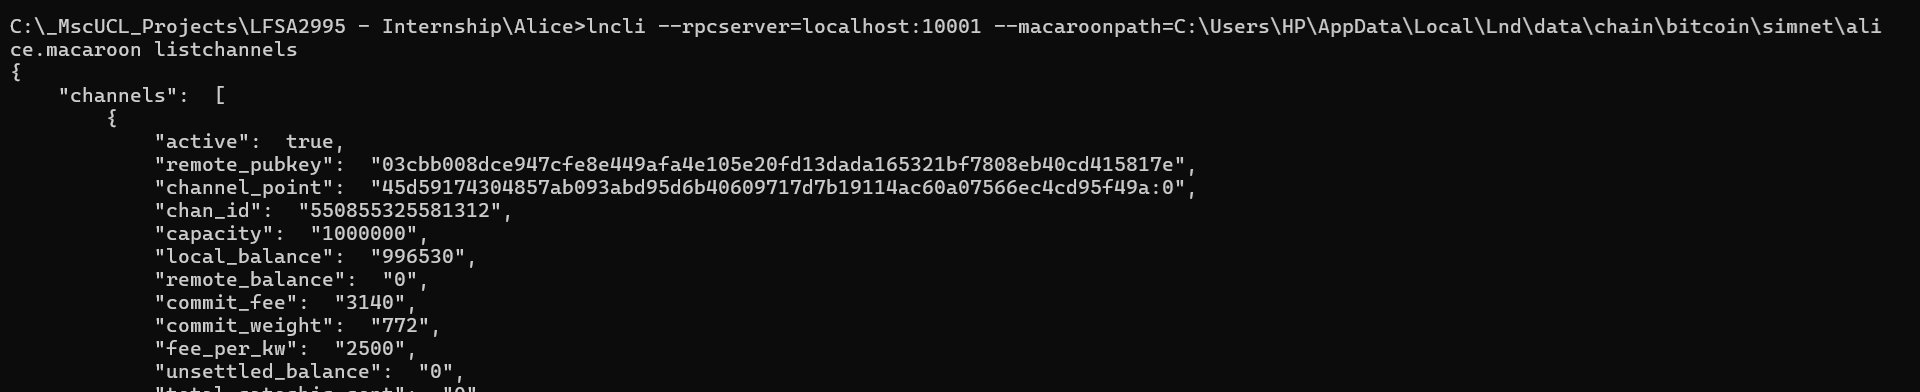 C:\_MscUCL_Projects\LFSA2995 - Internship\Alice>lncli --rpcserver=localhost:10001 --macaroonpath=C:\Users\HP\AppData\Local\Lnd\data\chain\bitcoin\simnet\ali
ce.macaroon listchannels
{
    "channels":  [
        {
            "active":  true,
            "remote_pubkey":  "03cbb008dce947cfe8e449afa4e105e20fd13dada165321bf7808eb40cd415817e",
            "channel_point":  "45d59174304857ab093abd95d6b40609717d7b19114ac60a07566ec4cd95f49a:0",
            "chan_id":  "550855325581312",
            "capacity":  "1000000",
            "local_balance":  "996530",
            "remote_balance":  "0",
            "commit_fee":  "3140",
            "commit_weight":  "772",
            "fee_per_kw":  "2500",
            "unsettled_balance":  "0",